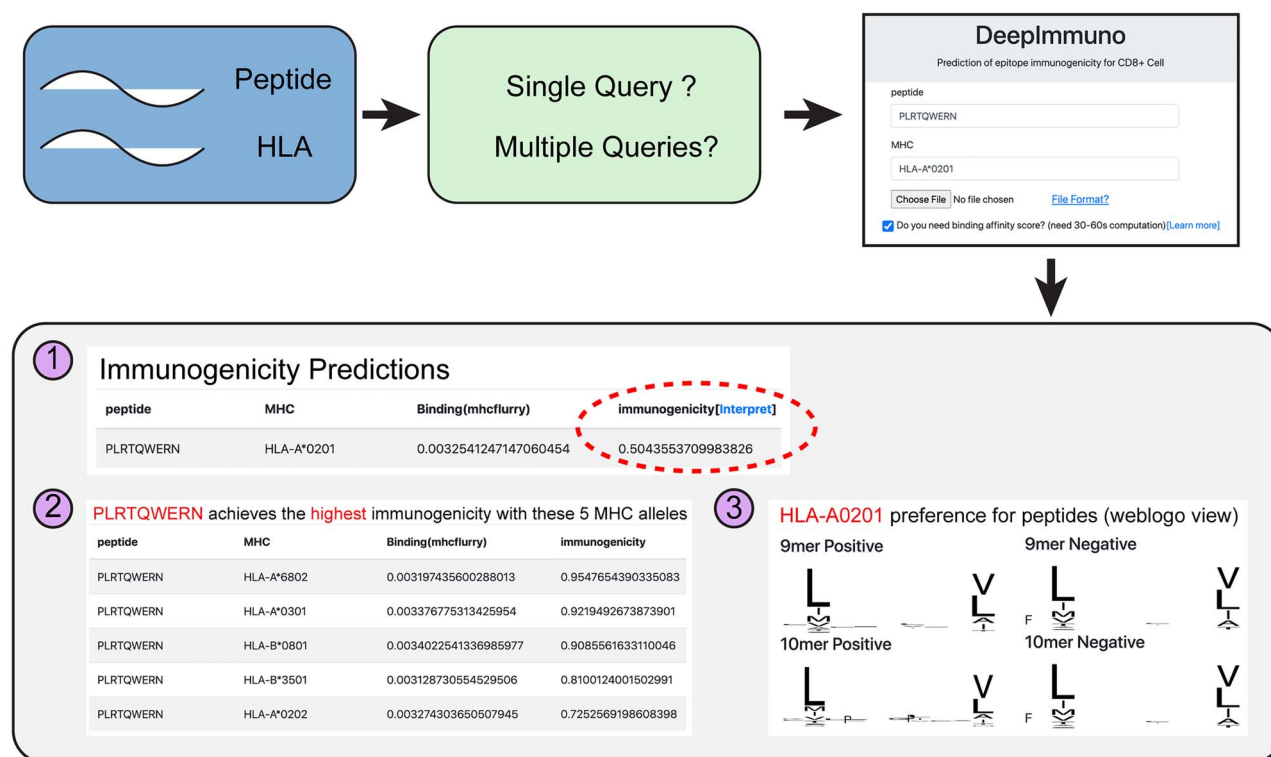 Peptide
HLA
Single Query ?
Multiple Queries?
DeepImmuno
Prediction of epitope immunogenicity for CD8+ Cell
peptide
PLRTQWERN
MHC
HLA-A*0201
Choose File No file chosen File Format?
Do you need binding affinity score? (need 30-60s computation)[Learn more]
1
Immunogenicity Predictions
peptide MHC Binding(mhcflurry) immunogenicity[Interpret]
PLRTQWERN HLA-A*0201 0.0032541247147060454 0.5043553709983826
2
PLRTQWERN achieves the highest immunogenicity with these 5 MHC alleles
peptide MHC Binding(mhcflurry) immunogenicity
PLRTQWERN HLA-A*6802 0.003197435600288013 0.9547654390335083
PLRTQWERN HLA-A*0301 0.003376775313425954 0.9219492673873901
PLRTQWERN HLA-B*0801 0.0034022541336985977 0.9085561633110046
PLRTQWERN HLA-B*3501 0.003128730554529506 0.8100124001502991
PLRTQWERN HLA-A*0202 0.003274303650507945 0.7252569198608398
3
HLA-A0201 preference for peptides (weblogo view)
9mer Positive 9mer Negative
L V L F L V L
10mer Positive 10mer Negative
L P P V L F L V L